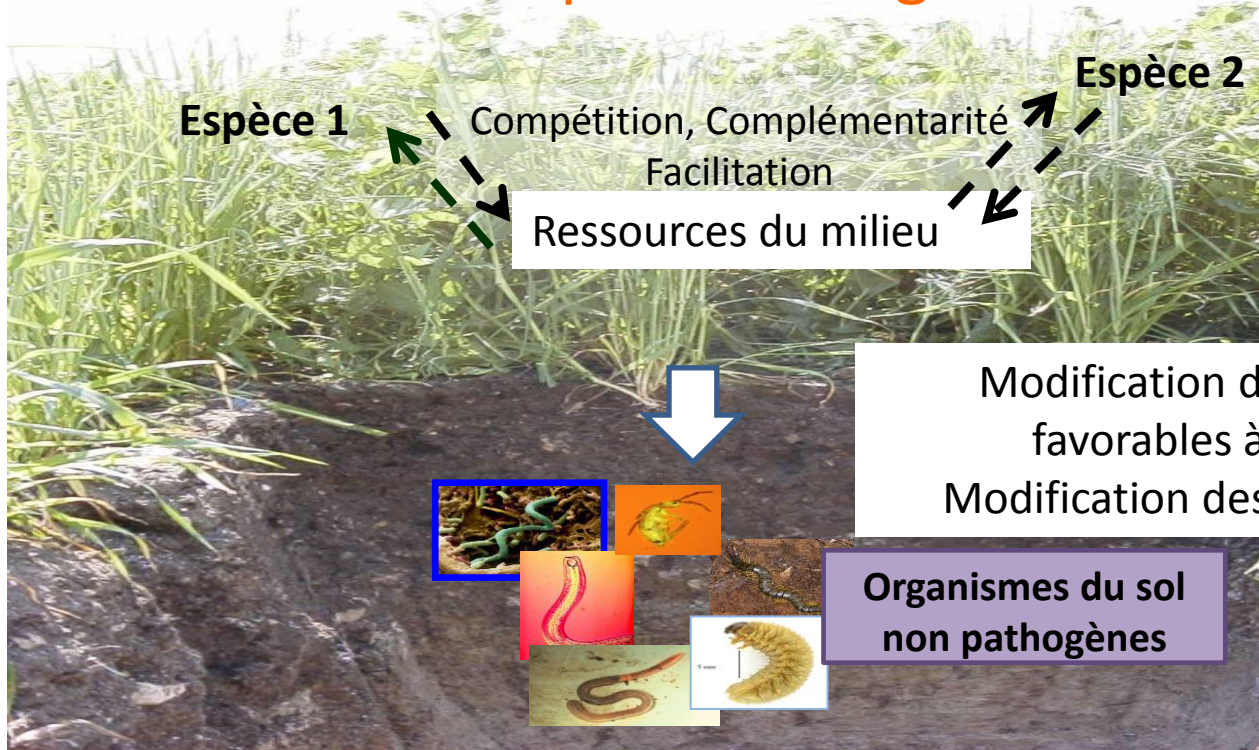 Espèce 2
Espèce 1
Compétition, Complémentarité
Facilitation
Ressources du milieu
Modification d
favorables à
Modification des
Organismes du sol
non pathogènes
5 mm